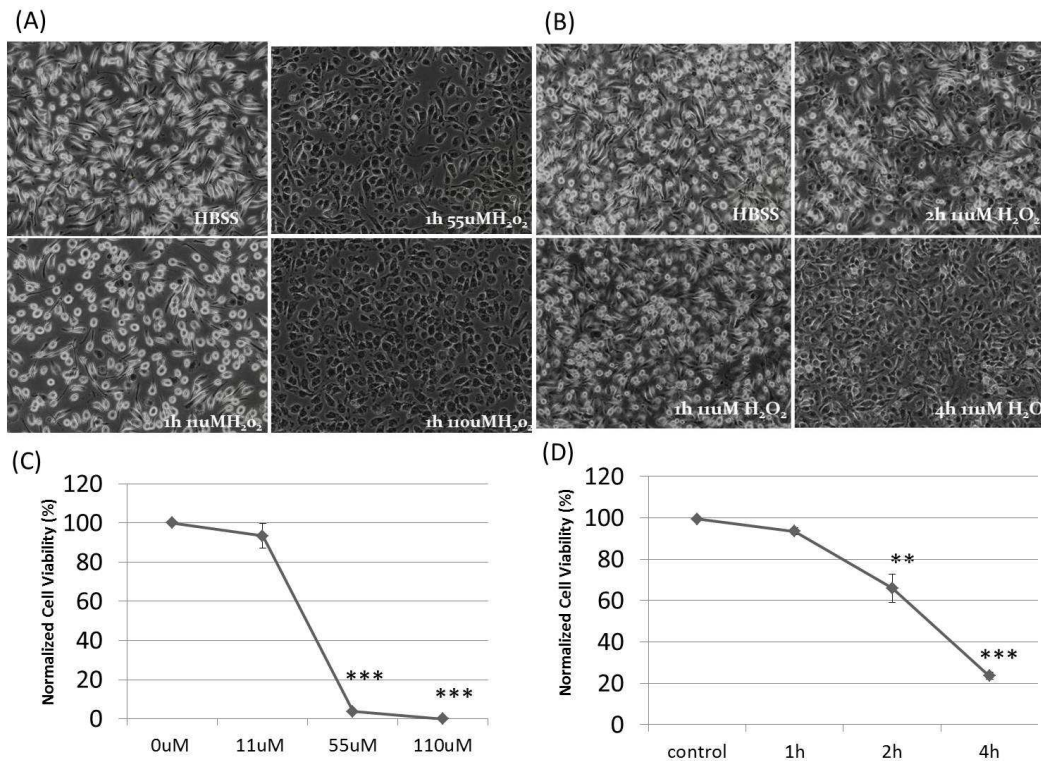 (A)
HBSS
1h 55uMH₂o₂
1h 11uMH₂o₂
1h 110uMH₂o₂
(B)
HBSS
2h 11uM H₂O₂
1h 11uM H₂O₂
4h 11uM H₂O
(C)
Normalized Cell Viability (%)
120
100
80
60
40
20
0
***
***
0uM
11uM
55uM
110uM
(D)
Normalized Cell Viability (%)
120
100
80
60
40
20
0
**
***
control
1h
2h
4h